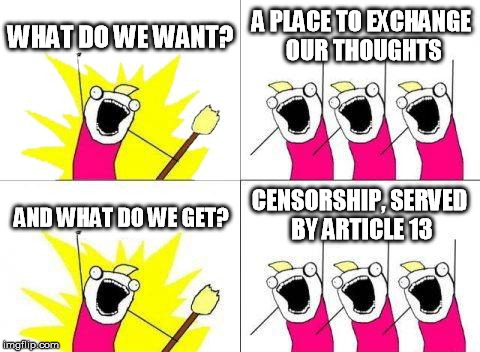 WHAT DO WE WANT?
A PLACE TO EXCHANGE
OUR THOUGHTS
AND WHAT DO WE GET?
CENSORSHIP, SERVED
BY ARTICLE 13
imgflip.com